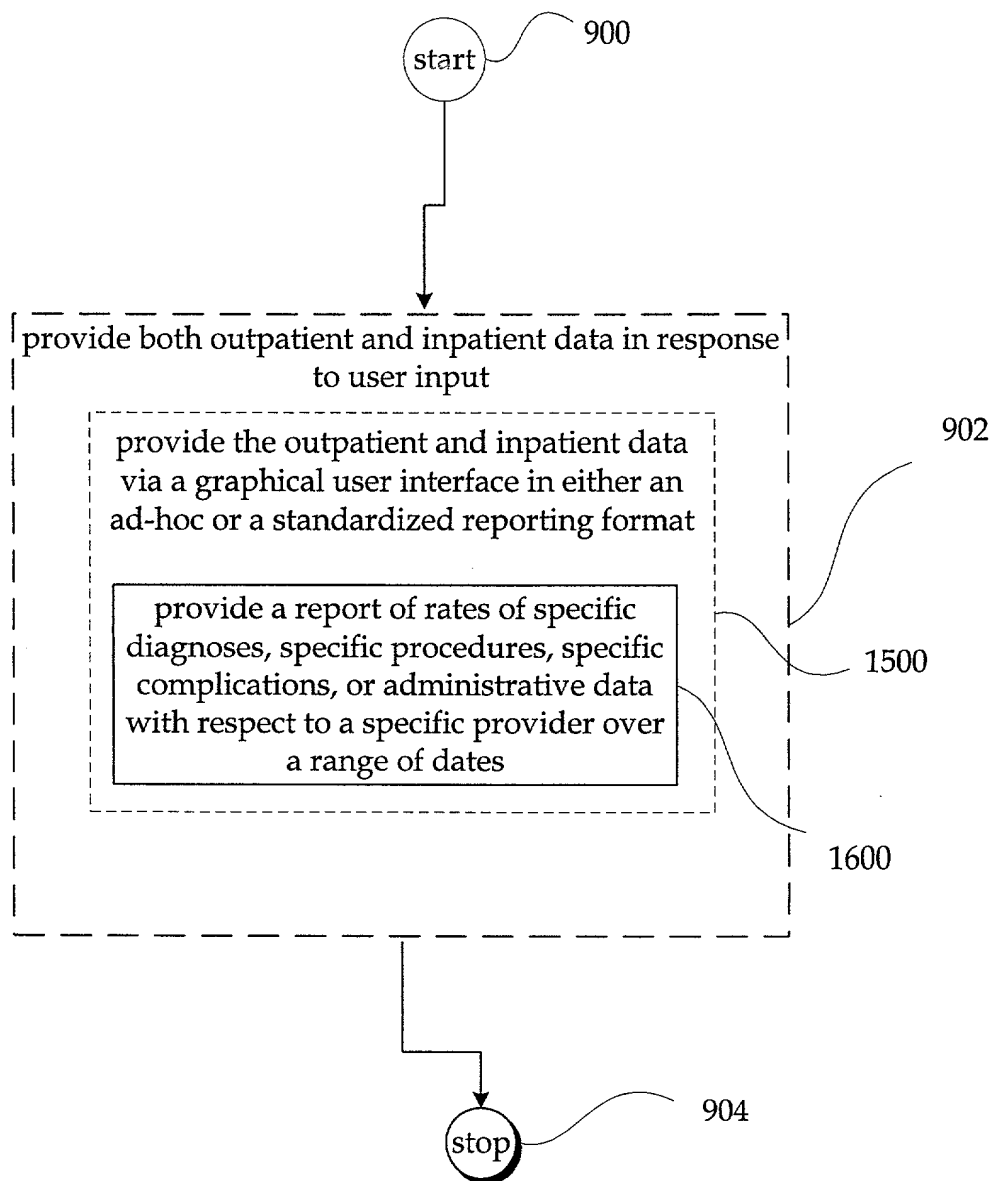 900
start
provide both outpatient and inpatient data in response
to user input
902
provide the outpatient and inpatient data
via a graphical user interface in either an
ad-hoc or a standardized reporting format
provide a report of rates of specific
diagnoses, specific procedures, specific
complications, or administrative data
with respect to a specific provider over
a range of dates
1500
1600
904
stop